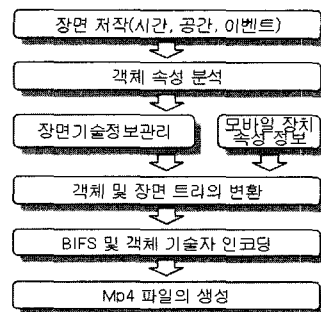 장면 저작(시간, 공간, 이벤트)
객체 속성 분석
장면기술정보관리
모바일 장치
속성 정보
객체 및 장면 트리의 변환
BIFS 및 객체 기술자 인코딩
Mp4 파일의 생성